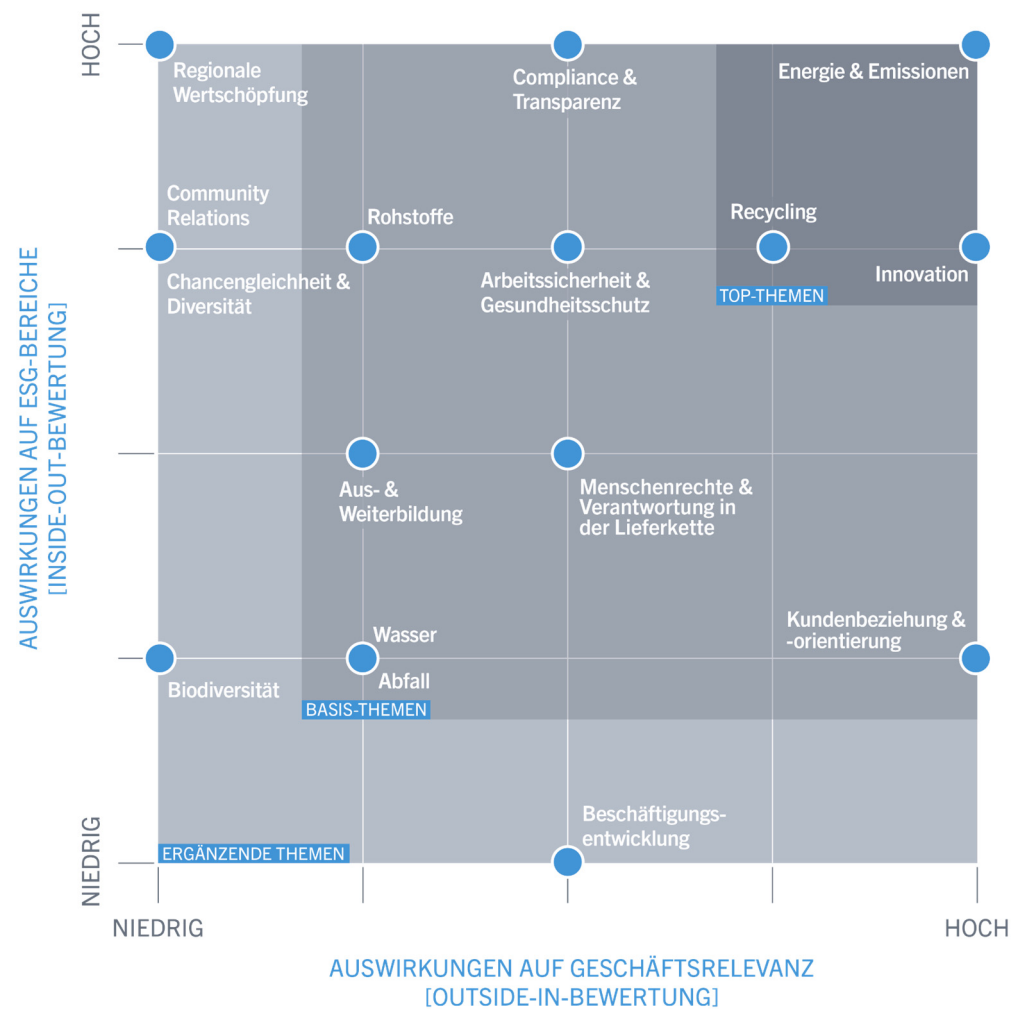 HOCH
Regionale
Wertschöpfung
Compliance &
Transparenz
Energie & Emissionen
Community
Relations
Rohstoffe
Recycling
Chancengleichheit &
Diversität
Arbeitssicherheit &
Gesundheitsschutz
Innovation
TOP-THEMEN
AUSWIRKUNGEN AUF ESG-BEREICHE
[INSIDE-OUT-BEWERTUNG]
Aus- &
Weiterbildung
Menschenrechte &
Verantwortung in
der Lieferkette
Kundenbeziehung &
-orientierung
Wasser
Abfall
Biodiversität
BASIS-THEMEN
Beschäftigungs-
entwicklung
ERGÄNZENDE THEMEN
NIEDRIG
NIEDRIG
HOCH
AUSWIRKUNGEN AUF GESCHÄFTSRELEVANZ
[OUTSIDE-IN-BEWERTUNG]